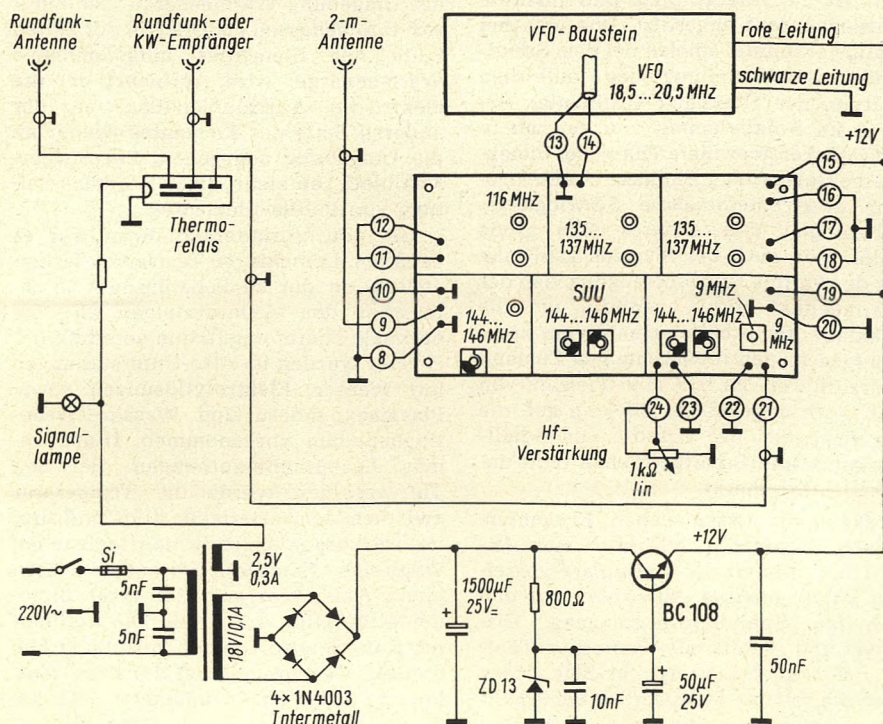 Rundfunk-
Antenne
Rundfunk- oder
KW-Empfänger
2-m-
Antenne
VFO-Baustein
VFO
18,5...20,5 MHz
rote Leitung
schwarze Leitung
+12V
13
14
15
16
17
18
19
20
12
11
10
9
8
116 MHz
135...
137 MHz
135...
137 MHz
SUU
144...
146 MHz
144...146 MHz
144...146 MHz
9 MHz
9
MHz
24
23
22
21
Thermo-
relais
Signal-
lampe
Hf-
Verstärkung
1kΩ
lin
Si
220V~
5nF
5nF
2,5V
0,3A
18V/0,1A
4×1N4003
Intermetall
1500µF
25V=
+
800Ω
ZD13
10nF
+
50µF
25V
BC 108
+12V
50nF